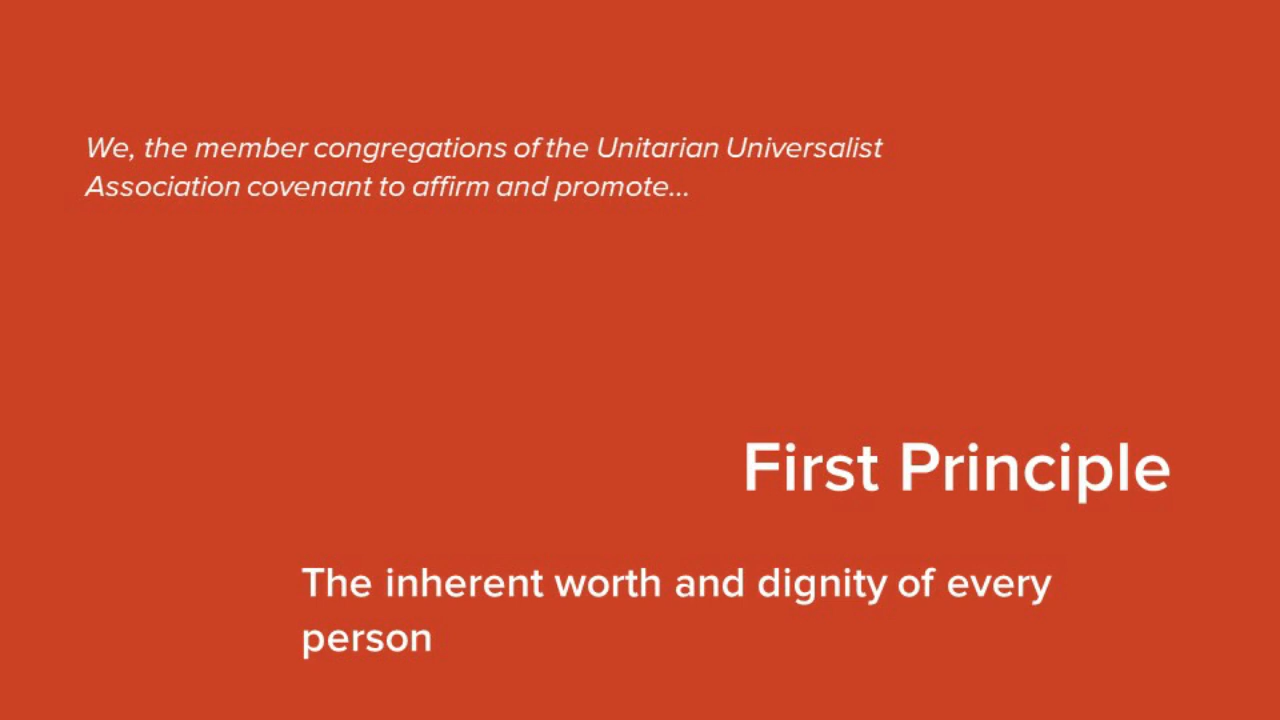 We, the member congregations of the Unitarian Universalist
Association covenant to affirm and promote...
First Principle
The inherent worth and dignity of every
person